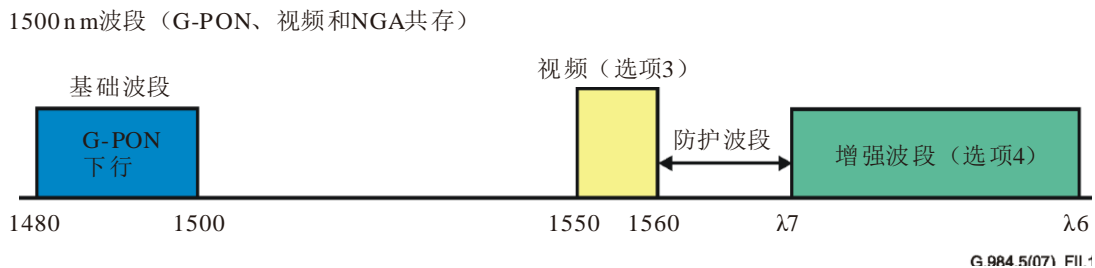 1500nm波段（G-PON、视频和NGA共存）
视频（选项3）
基础波段
G-PON
下行
防护波段
增强波段（选项4）
1480 1500 1550 1560 λ7 λ6
G.984.5(07)_FII.1